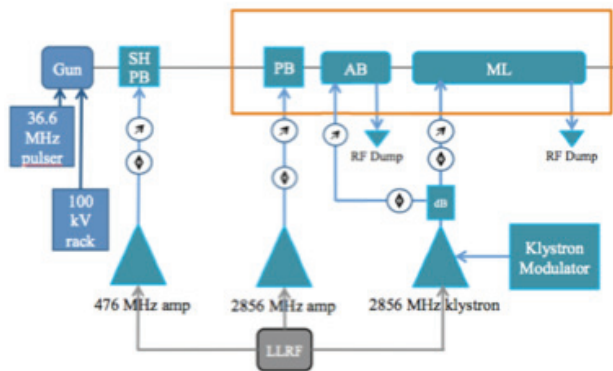 Gun
SH
PB
PB
AB
ML
36.6
MHz
pulser
100
kV
rack
RF Dump
RF Dump
dB
Klystron
Modulator
476 MHz amp
2856 MHz amp
2856 MHz klystron
LLRF